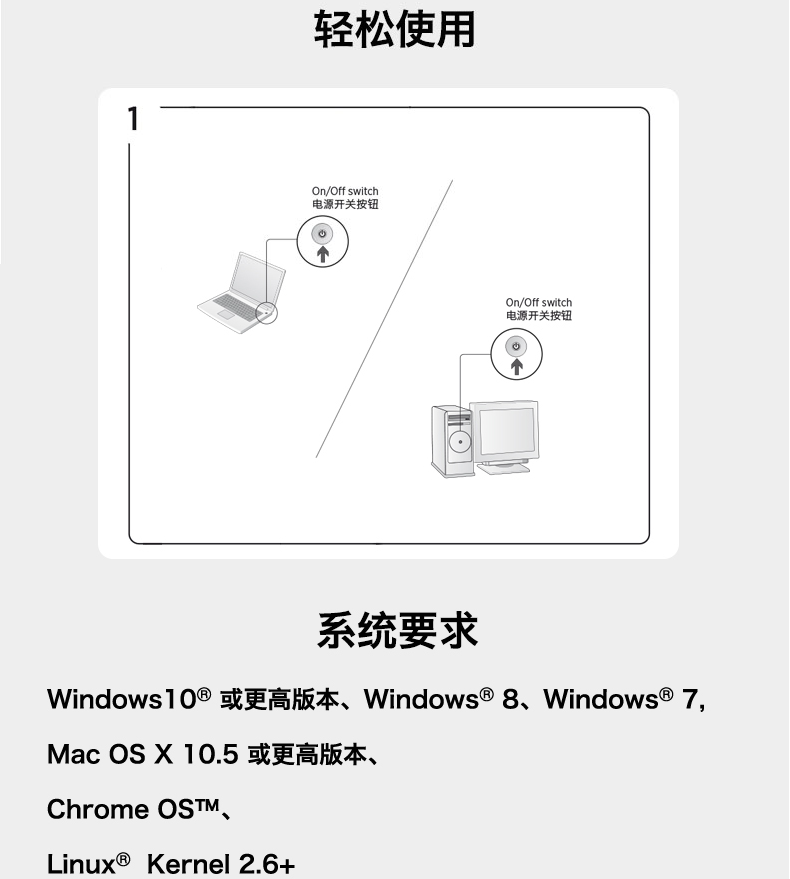 轻松使用
1
On/Off switch
电源开关按钮
On/Off switch
电源开关按钮
系统要求
Windows10® 或更高版本、Windows® 8、Windows® 7,
Mac OS X 10.5 或更高版本、
Chrome OS™、
Linux® Kernel 2.6+